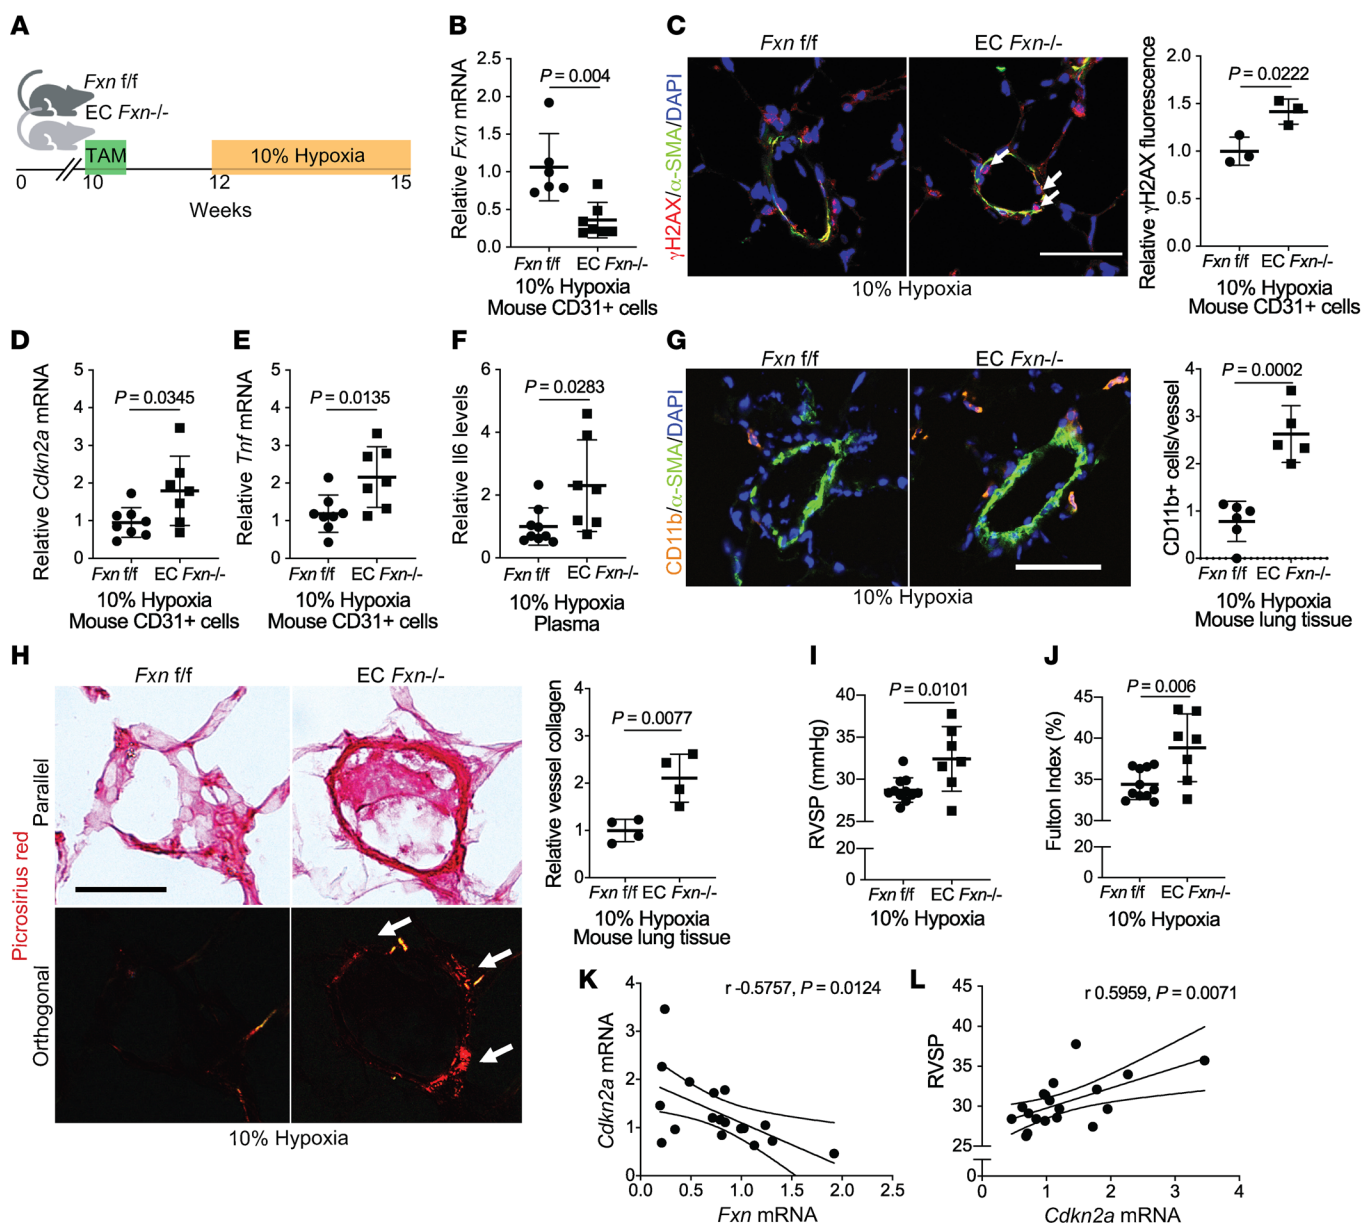 A
Fxn f/f
EC Fxn-/-
TAM
10% Hypoxia
0
10
12
15
Weeks
B
Relative Fxn mRNA
2.5
2.0
1.5
1.0
0.5
0.0
P = 0.004
Fxn f/f
EC Fxn-/-
10% Hypoxia
Mouse CD31+ cells
C
Fxn f/f
EC Fxn-/-
γH2AX/α-SMA/DAPI
10% Hypoxia
Relative γH2AX fluorescence
2.0
1.5
1.0
0.5
0.0
P = 0.0222
Fxn f/f
EC Fxn-/-
10% Hypoxia
Mouse CD31+ cells
D
Relative Cdkn2a mRNA
5
4
3
2
1
0
P = 0.0345
Fxn f/f
EC Fxn-/-
10% Hypoxia
Mouse CD31+ cells
E
Relative Tnf mRNA
5
4
3
2
1
0
P = 0.0135
Fxn f/f
EC Fxn-/-
10% Hypoxia
Mouse CD31+ cells
F
Relative Il6 levels
6
4
2
0
P = 0.0283
Fxn f/f
EC Fxn-/-
10% Hypoxia
Plasma
G
Fxn f/f
EC Fxn-/-
CD11b/α-SMA/DAPI
10% Hypoxia
CD11b+ cells/vessel
4
3
2
1
0
P = 0.0002
Fxn f/f
EC Fxn-/-
10% Hypoxia
Mouse lung tissue
H
Fxn f/f
EC Fxn-/-
Picrosirius red
Parallel
Orthogonal
10% Hypoxia
Relative vessel collagen
4
3
2
1
0
P = 0.0077
Fxn f/f
EC Fxn-/-
10% Hypoxia
Mouse lung tissue
I
RVSP (mmHg)
40
35
30
25
20
0
P = 0.0101
Fxn f/f
EC Fxn-/-
10% Hypoxia
J
Fulton Index (%)
45
40
35
30
20
0
P = 0.006
Fxn f/f
EC Fxn-/-
10% Hypoxia
K
Cdkn2a mRNA
4
3
2
1
0
r -0.5757, P = 0.0124
0.0
0.5
1.0
1.5
2.0
2.5
Fxn mRNA
L
RVSP
45
40
35
30
25
0
r 0.5959, P = 0.0071
0
1
2
3
4
Cdkn2a mRNA